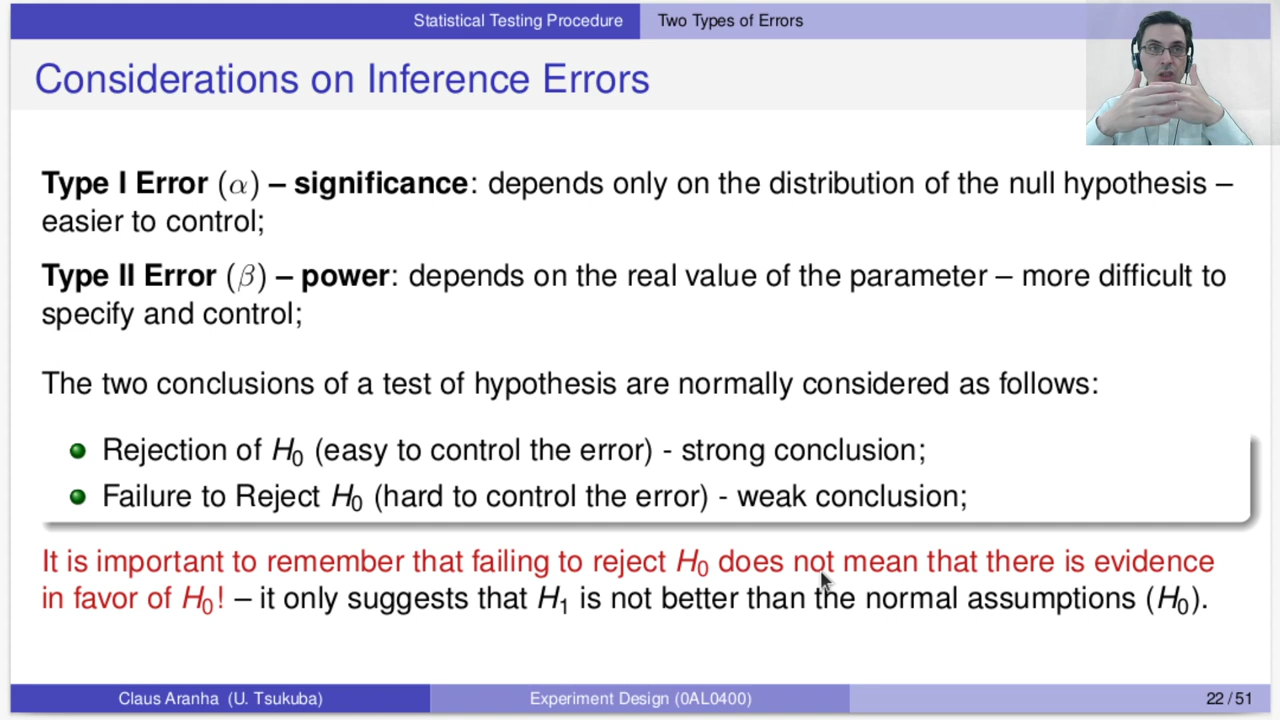 Statistical Testing Procedure Two Types of Errors
Considerations on Inference Errors
Type I Error (α) – significance: depends only on the distribution of the null hypothesis –
easier to control;
Type II Error (β) – power: depends on the real value of the parameter – more difficult to
specify and control;
The two conclusions of a test of hypothesis are normally considered as follows:
Rejection of H₀ (easy to control the error) - strong conclusion;
Failure to Reject H₀ (hard to control the error) - weak conclusion;
It is important to remember that failing to reject H₀ does not mean that there is evidence
in favor of H₀! – it only suggests that H₁ is not better than the normal assumptions (H₀).
Claus Aranha (U. Tsukuba) Experiment Design (0AL0400) 22 / 51